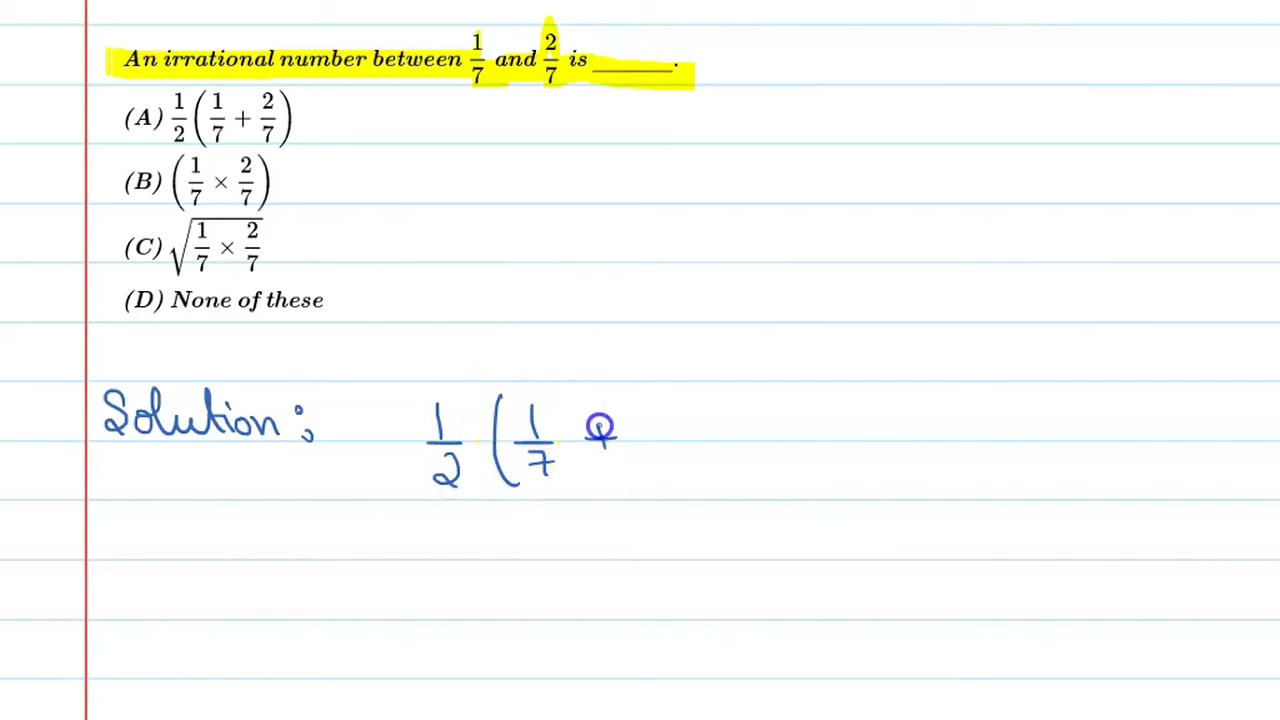 An irrational number between 1/7 and 2/7 is ______.
(A) 1/2 (1/7 + 2/7)
(B) (1/7 × 2/7)
(C) √(1/7 × 2/7)
(D) None of these
Solution : 1/2 (1/7 +